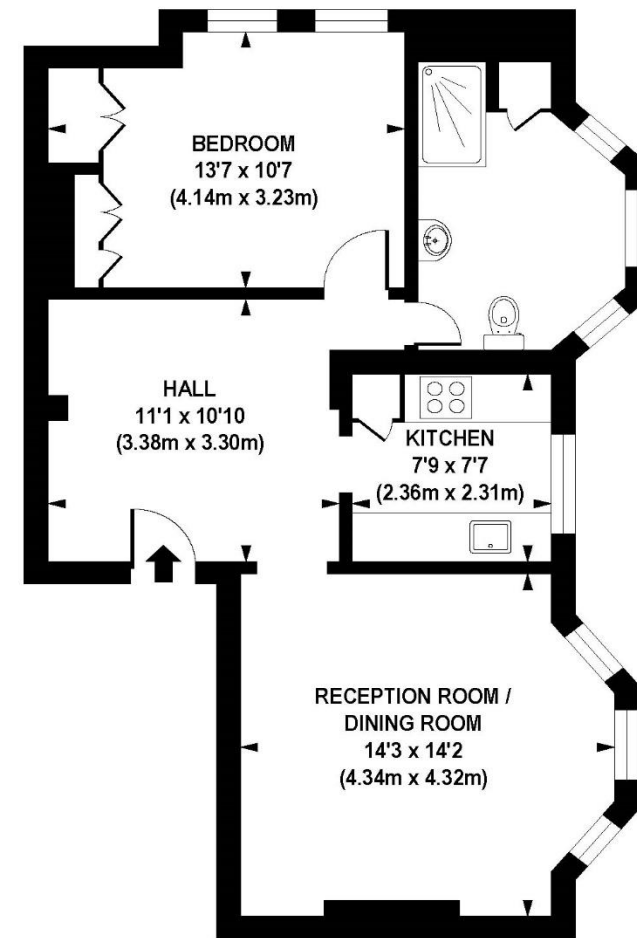 BEDROOM
13'7 x 10'7
(4.14m x 3.23m)
HALL
11'1 x 10'10
(3.38m x 3.30m)
KITCHEN
7'9 x 7'7
(2.36m x 2.31m)
RECEPTION ROOM /
DINING ROOM
14'3 x 14'2
(4.34m x 4.32m)